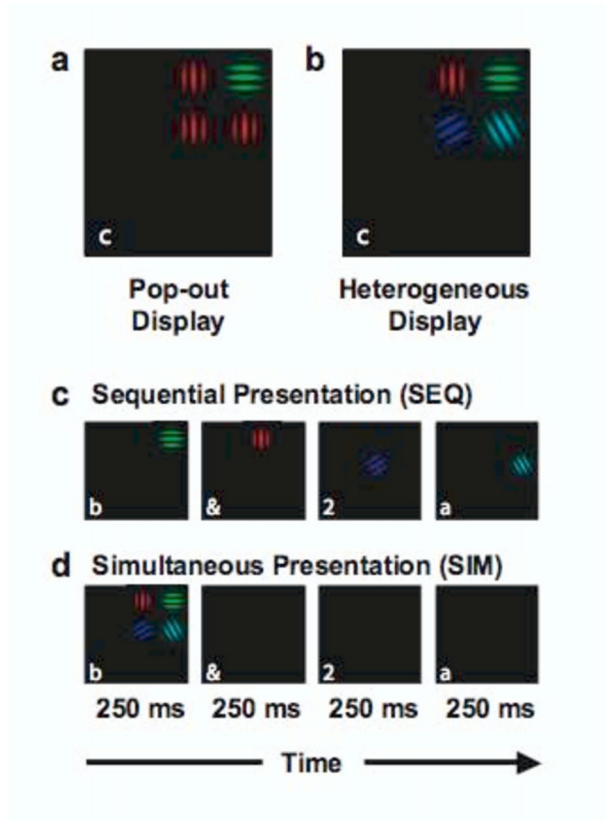 a b
c c
Pop-out Heterogeneous
Display Display
c Sequential Presentation (SEQ)
b & 2 a
d Simultaneous Presentation (SIM)
b & 2 a
250 ms 250 ms 250 ms 250 ms
Time